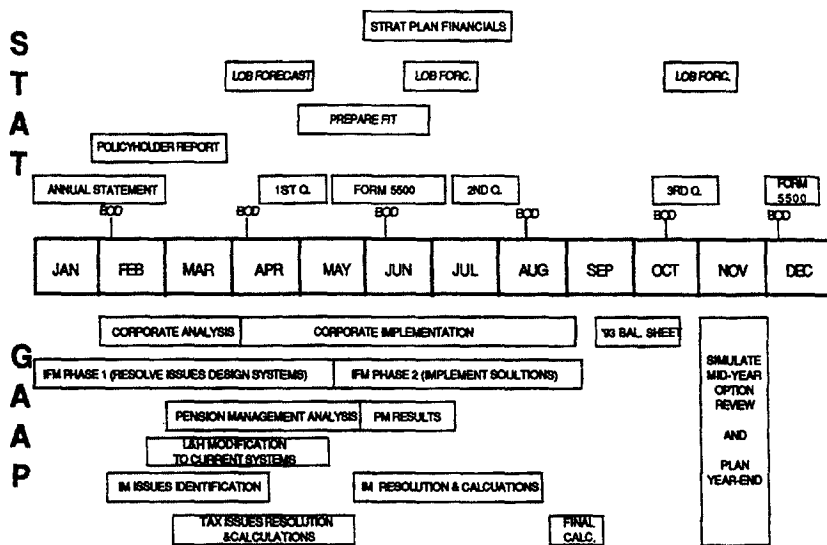 STAT
STRAT PLAN FINANCIALS
LOB FORECAST
LOB FORC.
LOB FORC.
PREPARE FIT
POLICYHOLDER REPORT
ANNUAL STATEMENT
1ST Q.
FORM 5500
2ND Q.
3RD Q.
FORM
5500
BOD
BOD
BOD
BOD
BOD
BOD
JAN
FEB
MAR
APR
MAY
JUN
JUL
AUG
SEP
OCT
NOV
DEC
GAAP
CORPORATE ANALYSIS
CORPORATE IMPLEMENTATION
'93 BAL. SHEET
IFM PHASE 1 (RESOLVE ISSUES DESIGN SYSTEMS)
IFM PHASE 2 (IMPLEMENT SOULTIONS)
PENSION MANAGEMENT ANALYSIS
PM RESULTS
L&H MODIFICATION
TO CURRENT SYSTEMS
IM ISSUES IDENTIFICATION
IM RESOLUTION & CALCUATIONS
TAX ISSUES RESOLUTION
&CALCULATIONS
FINAL
CALC.
SIMULATE
MID-YEAR
OPTION
REVIEW
AND
PLAN
YEAR-END